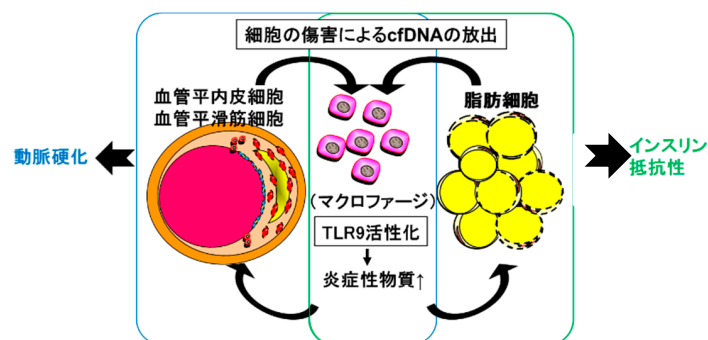 細胞の傷害によるcfDNAの放出
血管平内皮細胞
血管平滑筋細胞
脂肪細胞
動脈硬化
インスリン
抵抗性
(マクロファージ)
TLR9活性化
炎症性物質↑